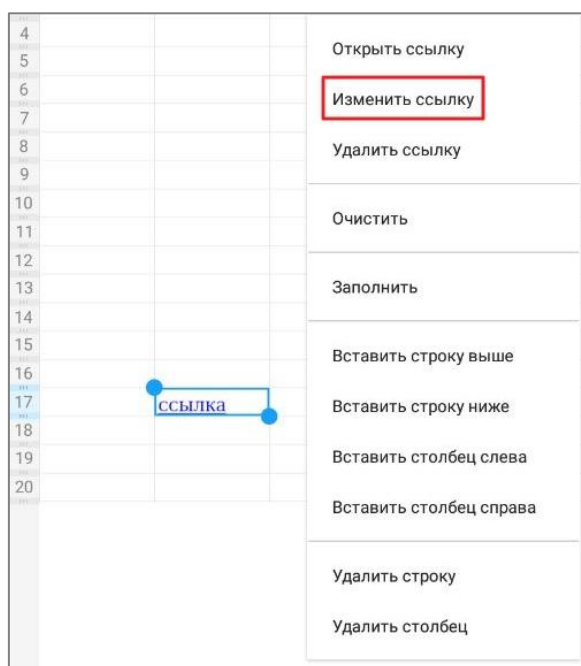 4
Открыть ссылку
5
6
Изменить ссылку
7
8
Удалить ссылку
9
10
Очистить
11
12
13
Заполнить
14
15
Вставить строку выше
16
17
ссылка
Вставить строку ниже
18
19
Вставить столбец слева
20
Вставить столбец справа
Удалить строку
Удалить столбец